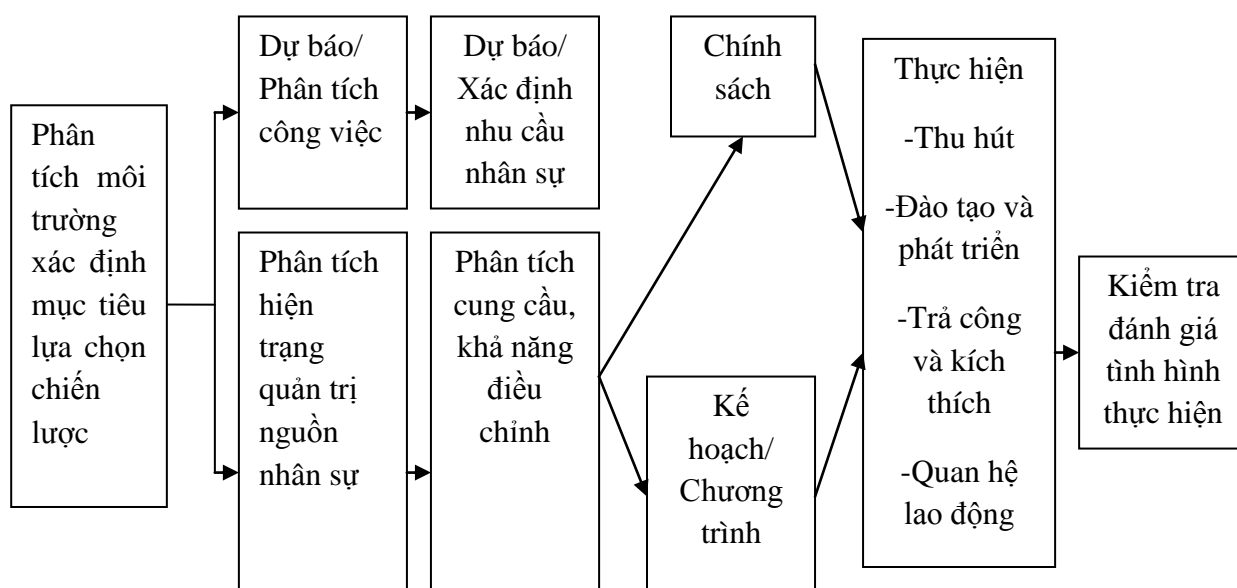 Phân
tích môi
trường
xác định
mục tiêu
lựa chọn
chiến
lược
Dự báo/
Phân tích
công việc
Dự báo/
Xác định
nhu cầu
nhân sự
Phân tích
hiện
trạng
quản trị
nguồn
nhân sự
Phân tích
cung cầu,
khả năng
điều
chỉnh
Chính
sách
Kế
hoạch/
Chương
trình
Thực hiện
-Thu hút
-Đào tạo và
phát triển
-Trả công
và kích
thích
-Quan hệ
lao động
Kiểm tra
đánh giá
tình hình
thực hiện